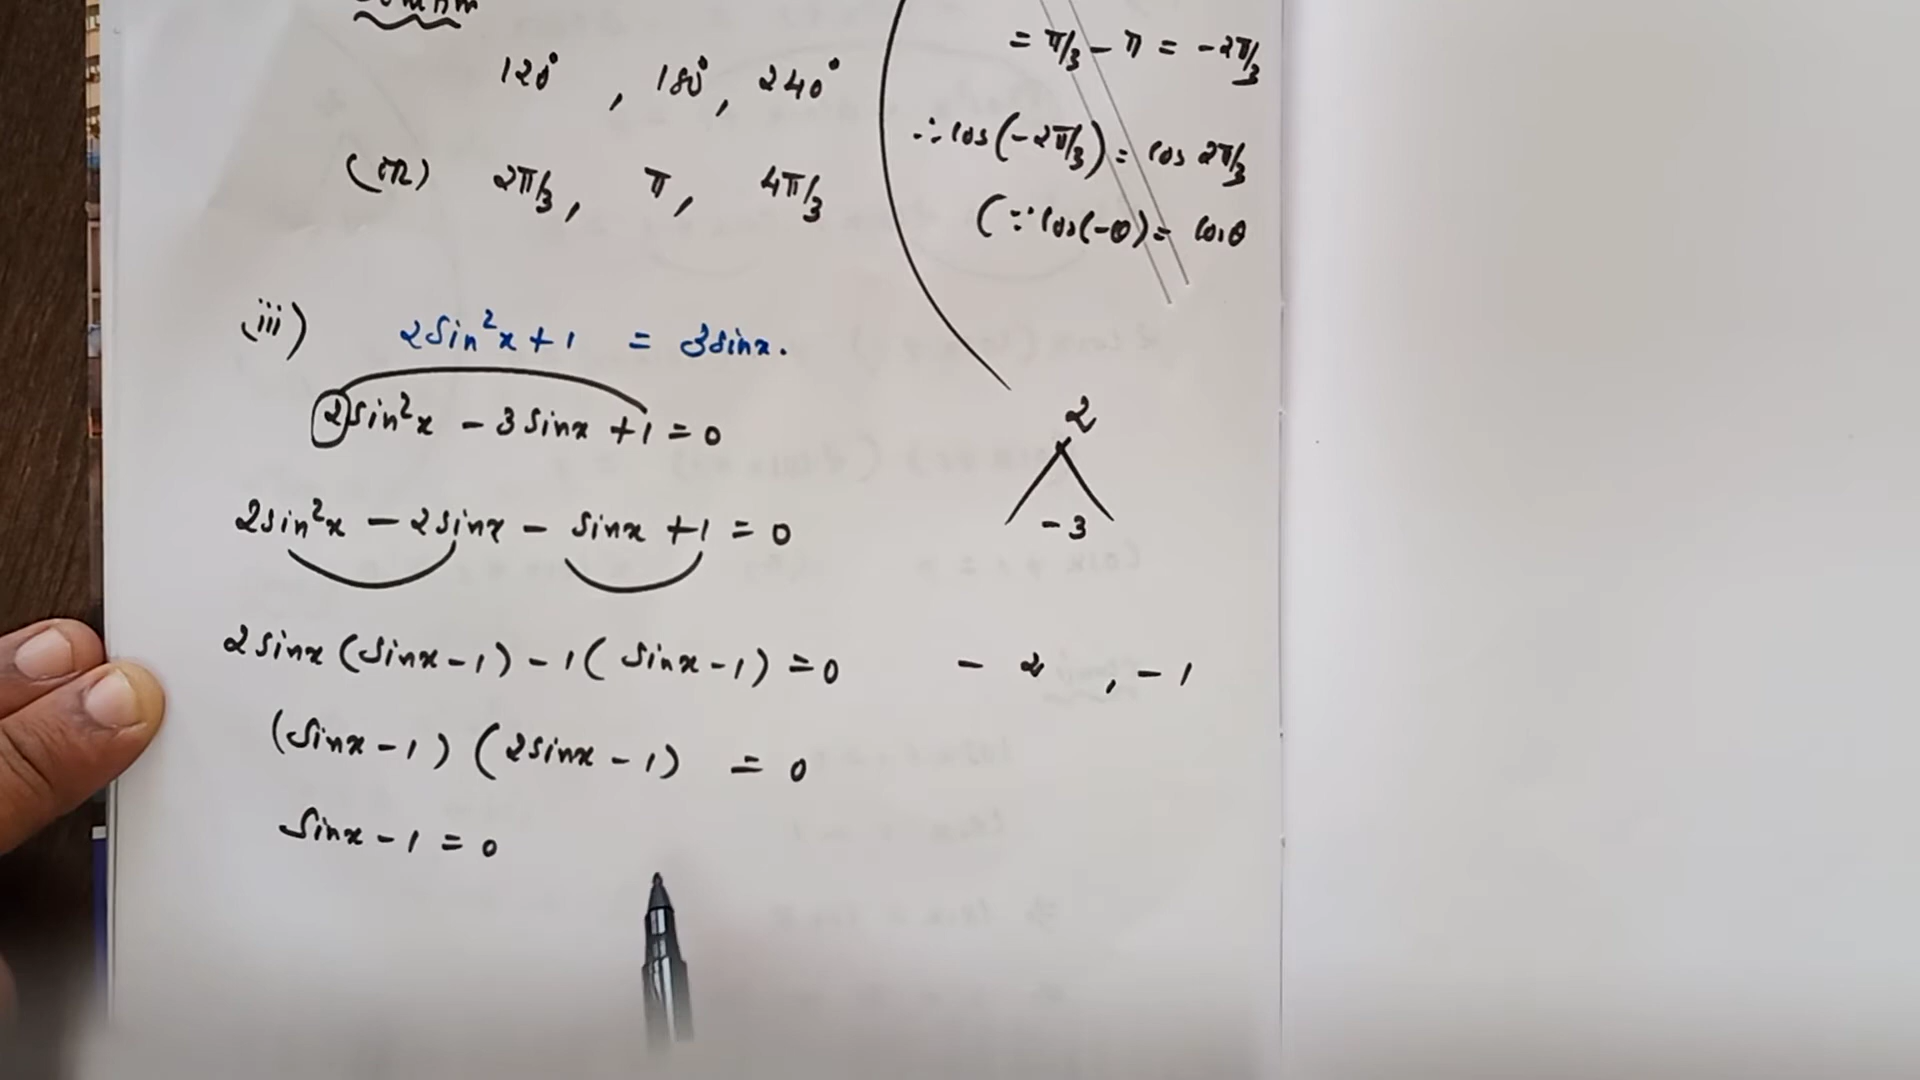 120°, 180°, 240°
(or) 2π/3, π, 4π/3
= π/3 - π = -2π/3
∴ cos(-2π/3) = cos 2π/3
(∵ cos(-θ) = cosθ
iii) 2sin²x + 1 = 3sinx.
2sin²x - 3sinx + 1 = 0
2sin²x - 2sinx - sinx + 1 = 0
2sinx(sinx - 1) - 1(sinx - 1) = 0
(sinx - 1)(2sinx - 1) = 0
sinx - 1 = 0
2
-3
-2, -1